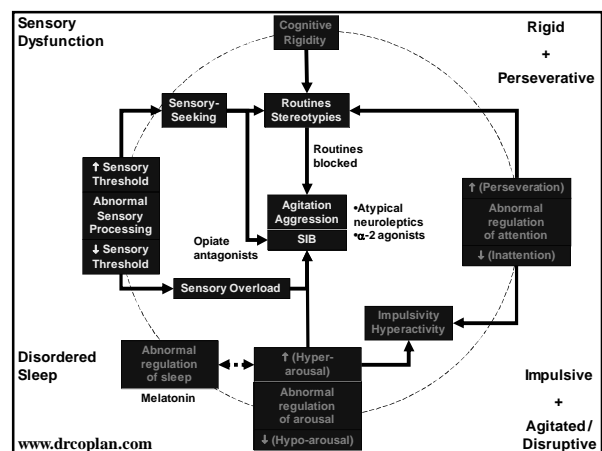 Sensory
Dysfunction
Cognitive
Rigidity
Rigid
+
Perseverative
Sensory-
Seeking
Routines
Stereotypies
Routines
blocked
↑ Sensory
Threshold
Abnormal
Sensory
Processing
↓ Sensory
Threshold
Agitation
Aggression
SIB
•Atypical
neuroleptics
•α-2 agonists
↑ (Perseveration)
Abnormal
regulation
of attention
↓ (Inattention)
Opiate
antagonists
Sensory Overload
Impulsivity
Hyperactivity
Disordered
Sleep
Abnormal
regulation
of sleep
Melatonin
↑ (Hyper-
arousal)
Abnormal
regulation
of arousal
↓ (Hypo-arousal)
Impulsive
+
Agitated/
Disruptive
www.drcoplan.com